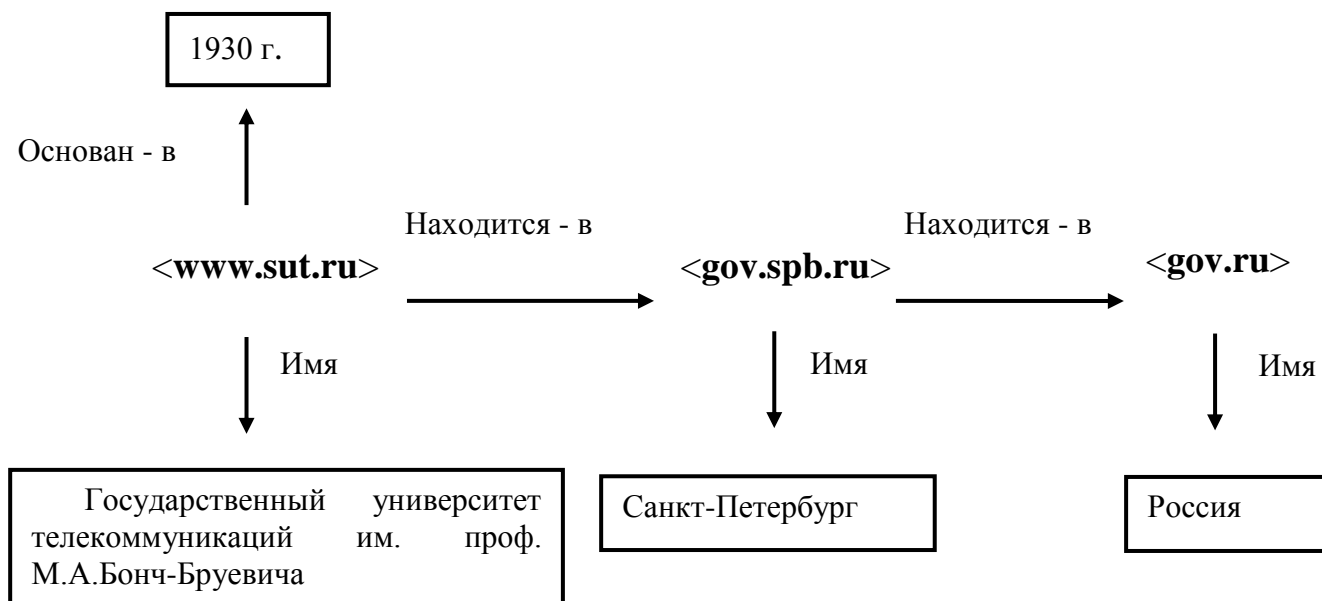 1930 г.
Основан - в
Находится - в
Находится - в
<www.sut.ru>
<gov.spb.ru>
<gov.ru>
Имя
Имя
Имя
Государственный университет
телекоммуникаций им. проф.
М.А.Бонч-Бруевича
Санкт-Петербург
Россия